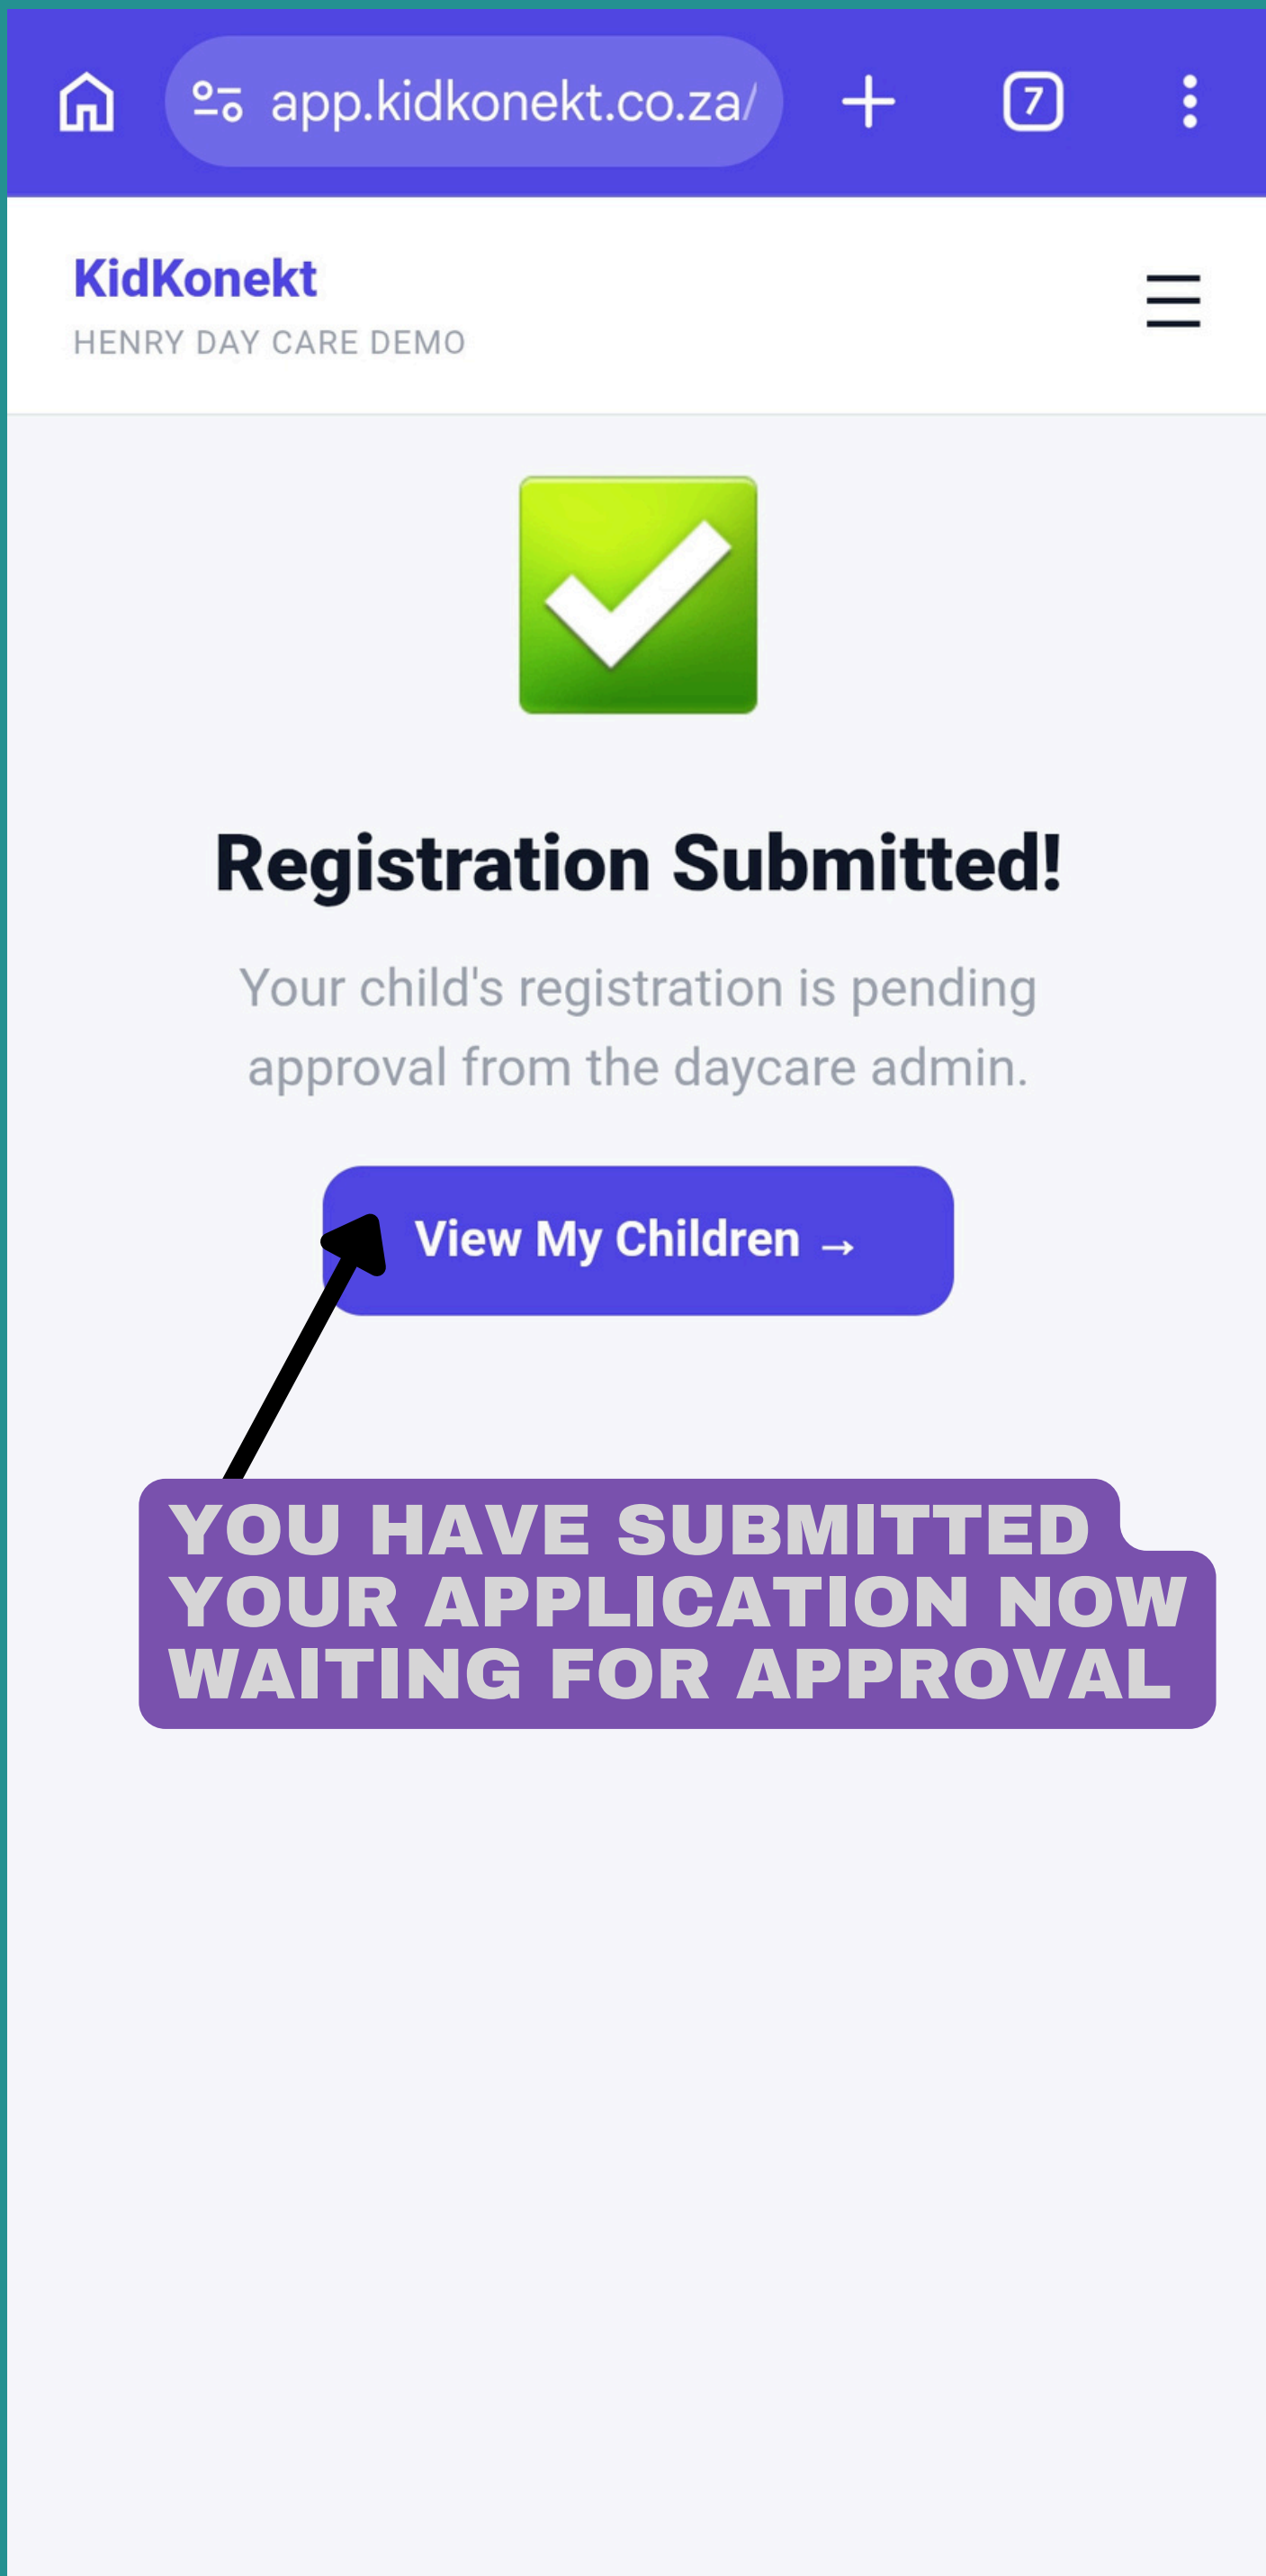 app.kidkonekt.co.za/
7
KidKonekt
HENRY DAY CARE DEMO
Registration Submitted!
Your child's registration is pending
approval from the daycare admin.
View My Children →
YOU HAVE SUBMITTED
YOUR APPLICATION NOW
WAITING FOR APPROVAL